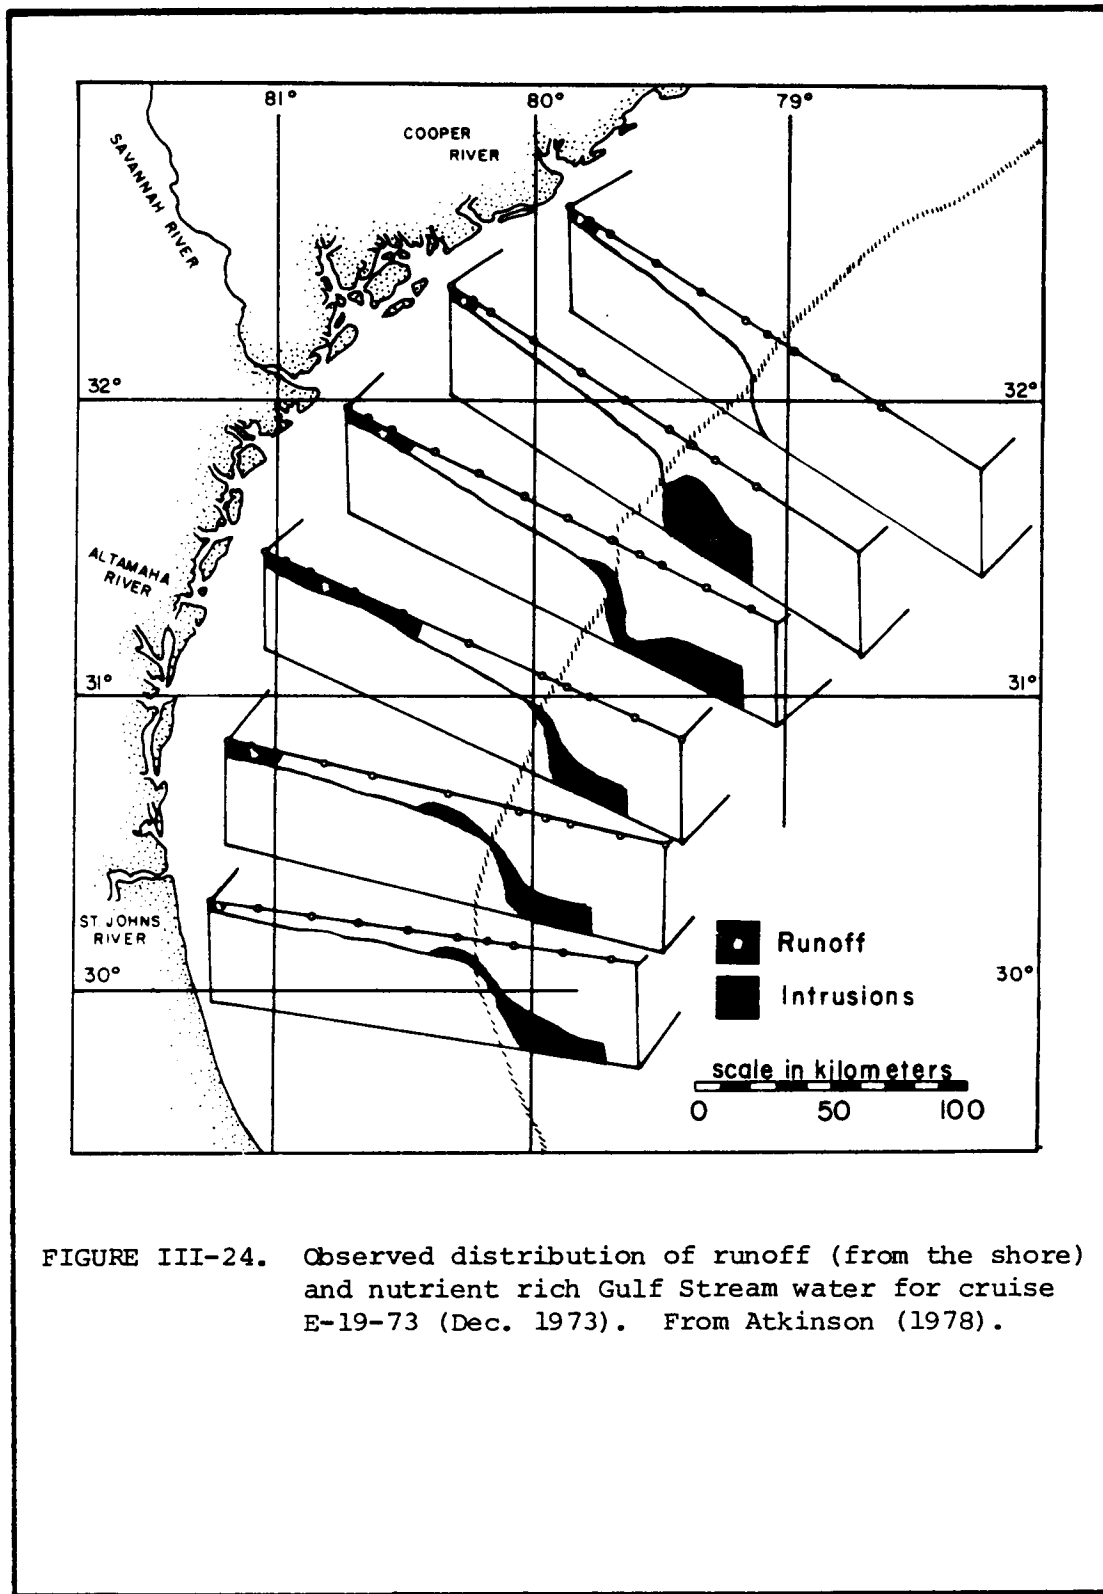 81°
80°
79°
COOPER
RIVER
SAVANNAH RIVER
32°
32°
ALTAMAHA
RIVER
31°
31°
ST. JOHNS
RIVER
Runoff
30°
30°
Intrusions
scale in kilometers
0 50 100
FIGURE III-24. Observed distribution of runoff (from the shore)
and nutrient rich Gulf Stream water for cruise
E-19-73 (Dec. 1973). From Atkinson (1978).